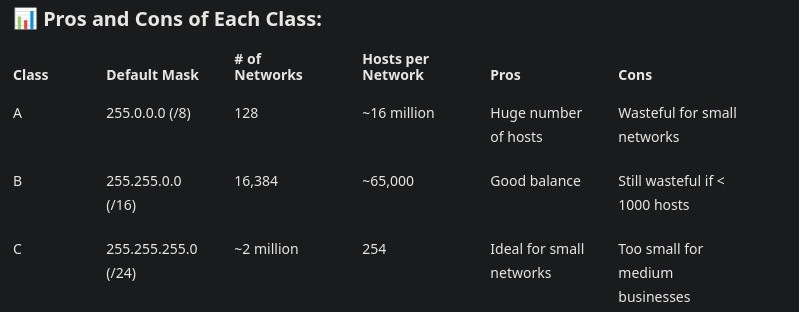 📊 Pros and Cons of Each Class:
Class Default Mask # of Networks Hosts per Network Pros Cons
A 255.0.0.0 (/8) 128 ~16 million Huge number of hosts Wasteful for small networks
B 255.255.0.0 (/16) 16,384 ~65,000 Good balance Still wasteful if < 1000 hosts
C 255.255.255.0 (/24) ~2 million 254 Ideal for small networks Too small for medium businesses